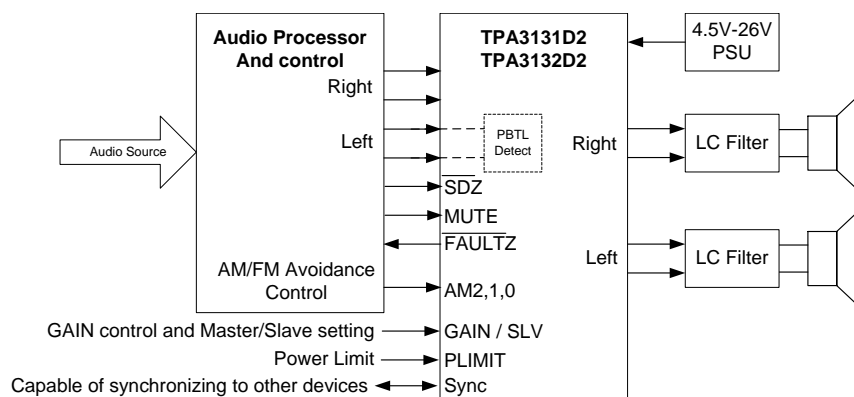 Audio Processor
And control
Right
Left
AM/FM Avoidance
Control
Audio Source
TPA3131D2
TPA3132D2
PBTL
Detect
SDZ
MUTE
FAULTZ
AM2,1,0
GAIN / SLV
PLIMIT
Sync
Right
Left
4.5V-26V
PSU
LC Filter
LC Filter
GAIN control and Master/Slave setting
Power Limit
Capable of synchronizing to other devices